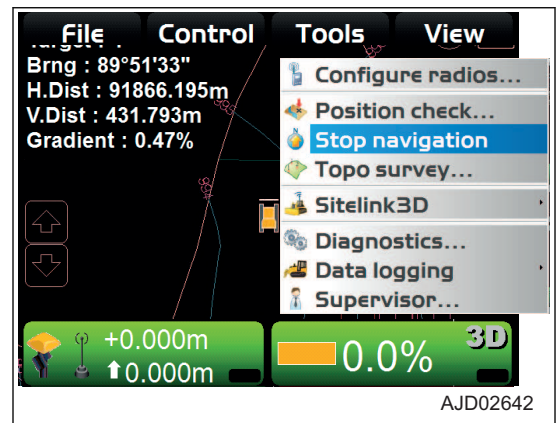 File Control Tools View
Brng : 89°51'33"
H.Dist : 91866.195m
V.Dist : 431.793m
Gradient : 0.47%
Configure radios...
Position check...
Stop navigation
Topo survey...
Sitelink3D
Diagnostics...
Data logging
Supervisor...
+0.000m
0.000m
0.0%
3D
AJD02642